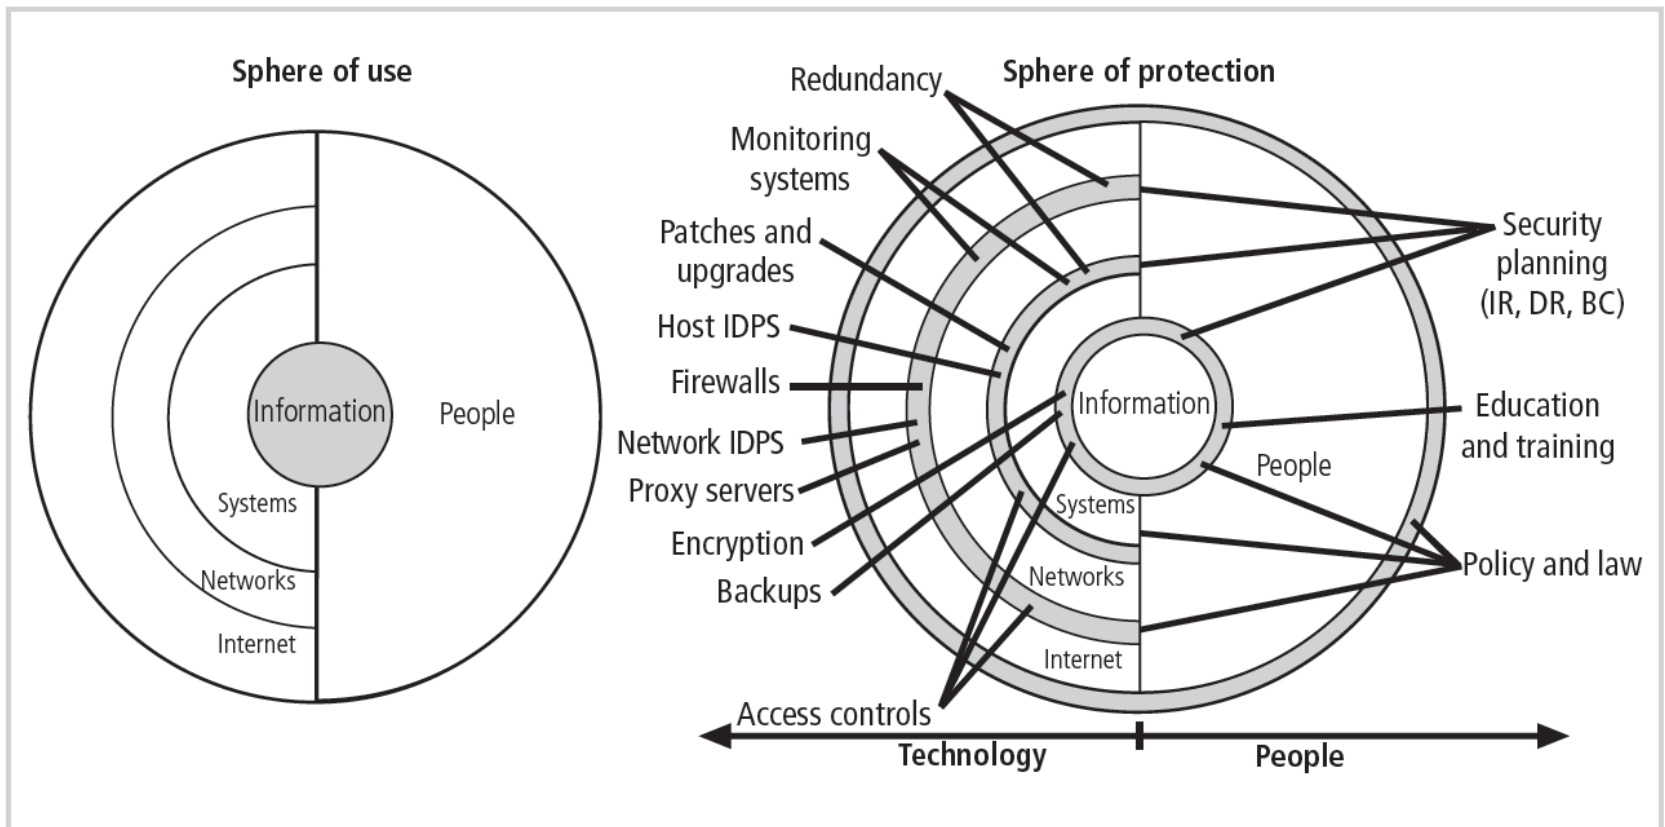 Sphere of use
Information
People
Systems
Networks
Internet
Sphere of protection
Redundancy
Monitoring
systems
Patches and
upgrades
Host IDPS
Firewalls
Network IDPS
Proxy servers
Encryption
Backups
Access controls
Information
People
Systems
Networks
Internet
Security
planning
(IR, DR, BC)
Education
and training
Policy and law
Technology
People